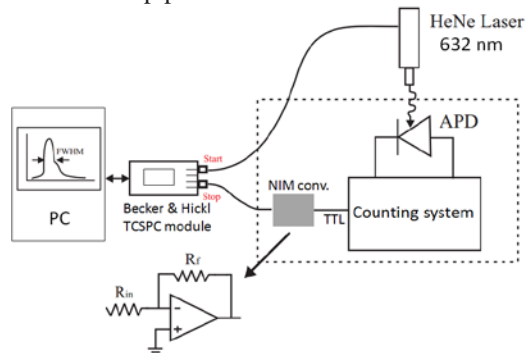 HeNe Laser
632 nm
APD
Start
FWHM
NIM conv.
Stop
Counting system
PC
Becker & Hickl
TCSPC module
TTL
Rf
Rin
-
+